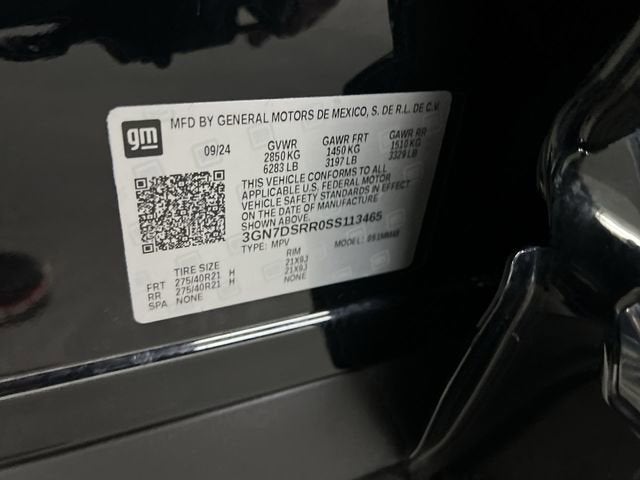 gm
MFD BY GENERAL MOTORS DE MEXICO, S. DE R.L. DE C.V.
09/24 GVWR GAWR FRT GAWR RR
2850 KG 1450 KG 1510 KG
6283 LB 3197 LB 3329 LB
THIS VEHICLE CONFORMS TO ALL
APPLICABLE U.S. FEDERAL MOTOR
VEHICLE SAFETY STANDARDS IN EFFECT
ON THE DATE OF MANUFACTURE
3GN7DSRR0SS113465
TYPE: MPV MODEL:
TIRE SIZE RIM
FRT 275/40R21 H 21X9J
RR 275/40R21 H 21X9J
SPA NONE NONE